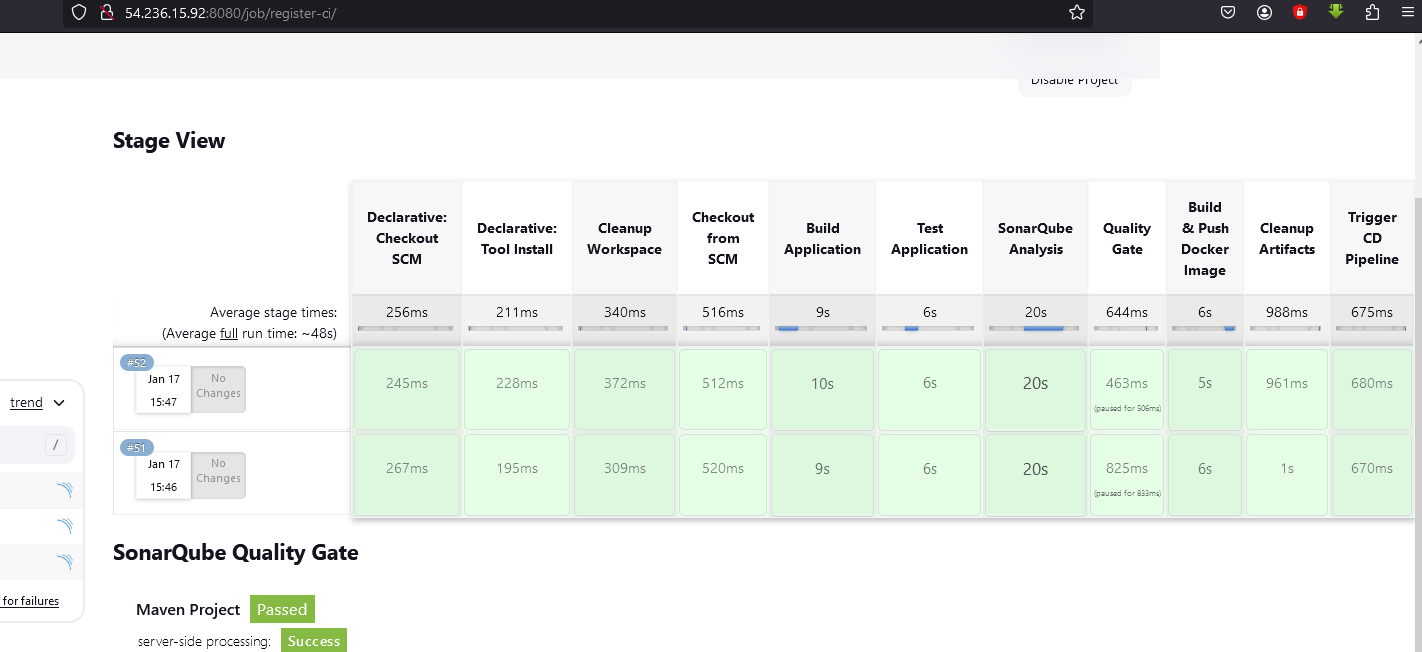 54.236.15.92:8080/job/register-ci/
Disable Project
Stage View
Declarative:
Checkout
SCM
Declarative:
Tool Install
Cleanup
Workspace
Checkout
from
SCM
Build
Application
Test
Application
SonarQube
Analysis
Quality
Gate
Build
& Push
Docker
Image
Cleanup
Artifacts
Trigger
CD
Pipeline
Average stage times:
(Average full run time: ~48s)
256ms
211ms
340ms
516ms
9s
6s
20s
644ms
6s
988ms
675ms
#52
Jan 17
15:47
No
Changes
245ms
228ms
372ms
512ms
10s
6s
20s
463ms
(paused for 506ms)
5s
961ms
680ms
#51
Jan 17
15:46
No
Changes
267ms
195ms
309ms
520ms
9s
6s
20s
825ms
(paused for 833ms)
6s
1s
670ms
trend
/
for failures
SonarQube Quality Gate
Maven Project Passed
server-side processing: Success